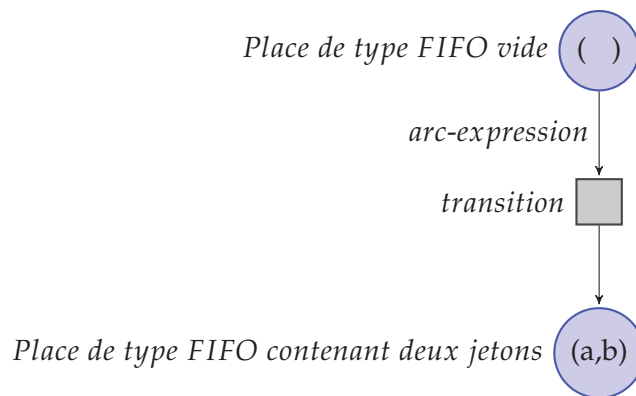 Place de type FIFO vide ( )
arc-expression
transition
Place de type FIFO contenant deux jetons (a,b)